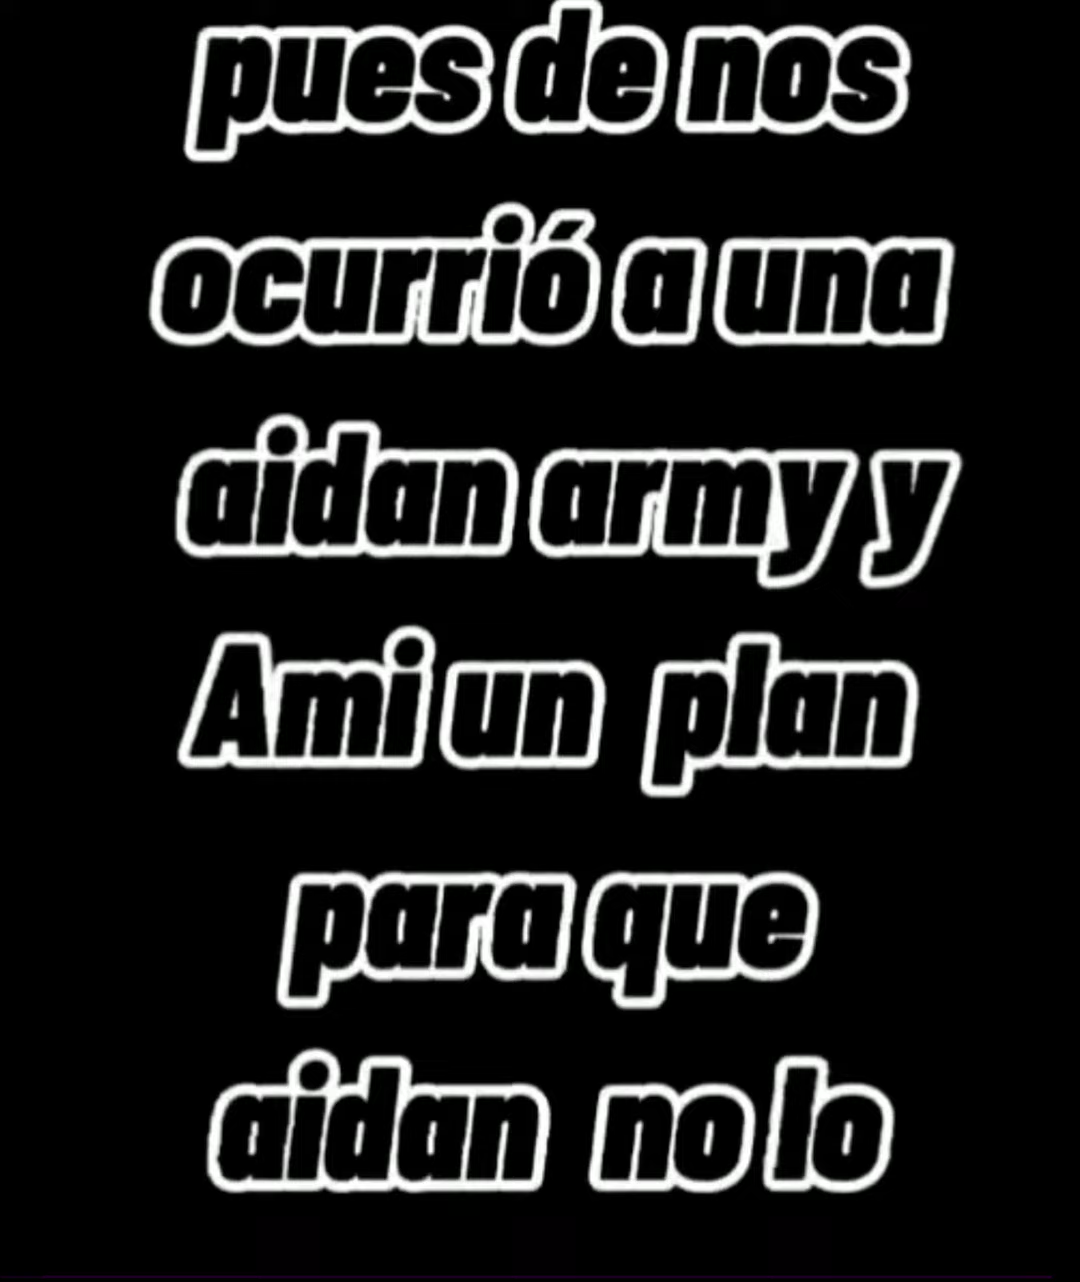 pues de nos
ocurrió a una
aidan army y
Ami un plan
para que
aidan no lo